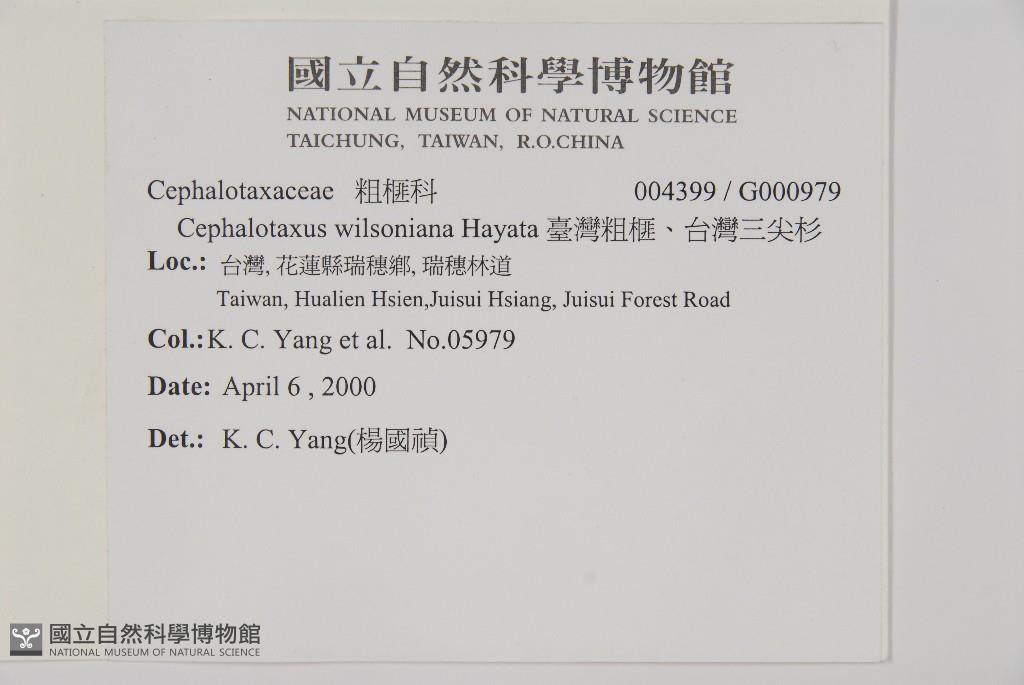 國立自然科學博物館
NATIONAL MUSEUM OF NATURAL SCIENCE
TAICHUNG, TAIWAN, R.O.CHINA
Cephalotaxaceae 粗榧科 004399 / G000979
Cephalotaxus wilsoniana Hayata 臺灣粗榧、台灣三尖杉
Loc.: 台灣, 花蓮縣瑞穗鄉, 瑞穗林道
Taiwan, Hualien Hsien,Juisui Hsiang, Juisui Forest Road
Col.:K. C. Yang et al. No.05979
Date: April 6 , 2000
Det.: K. C. Yang(楊國禎)
國立自然科學博物館
NATIONAL MUSEUM OF NATURAL SCIENCE